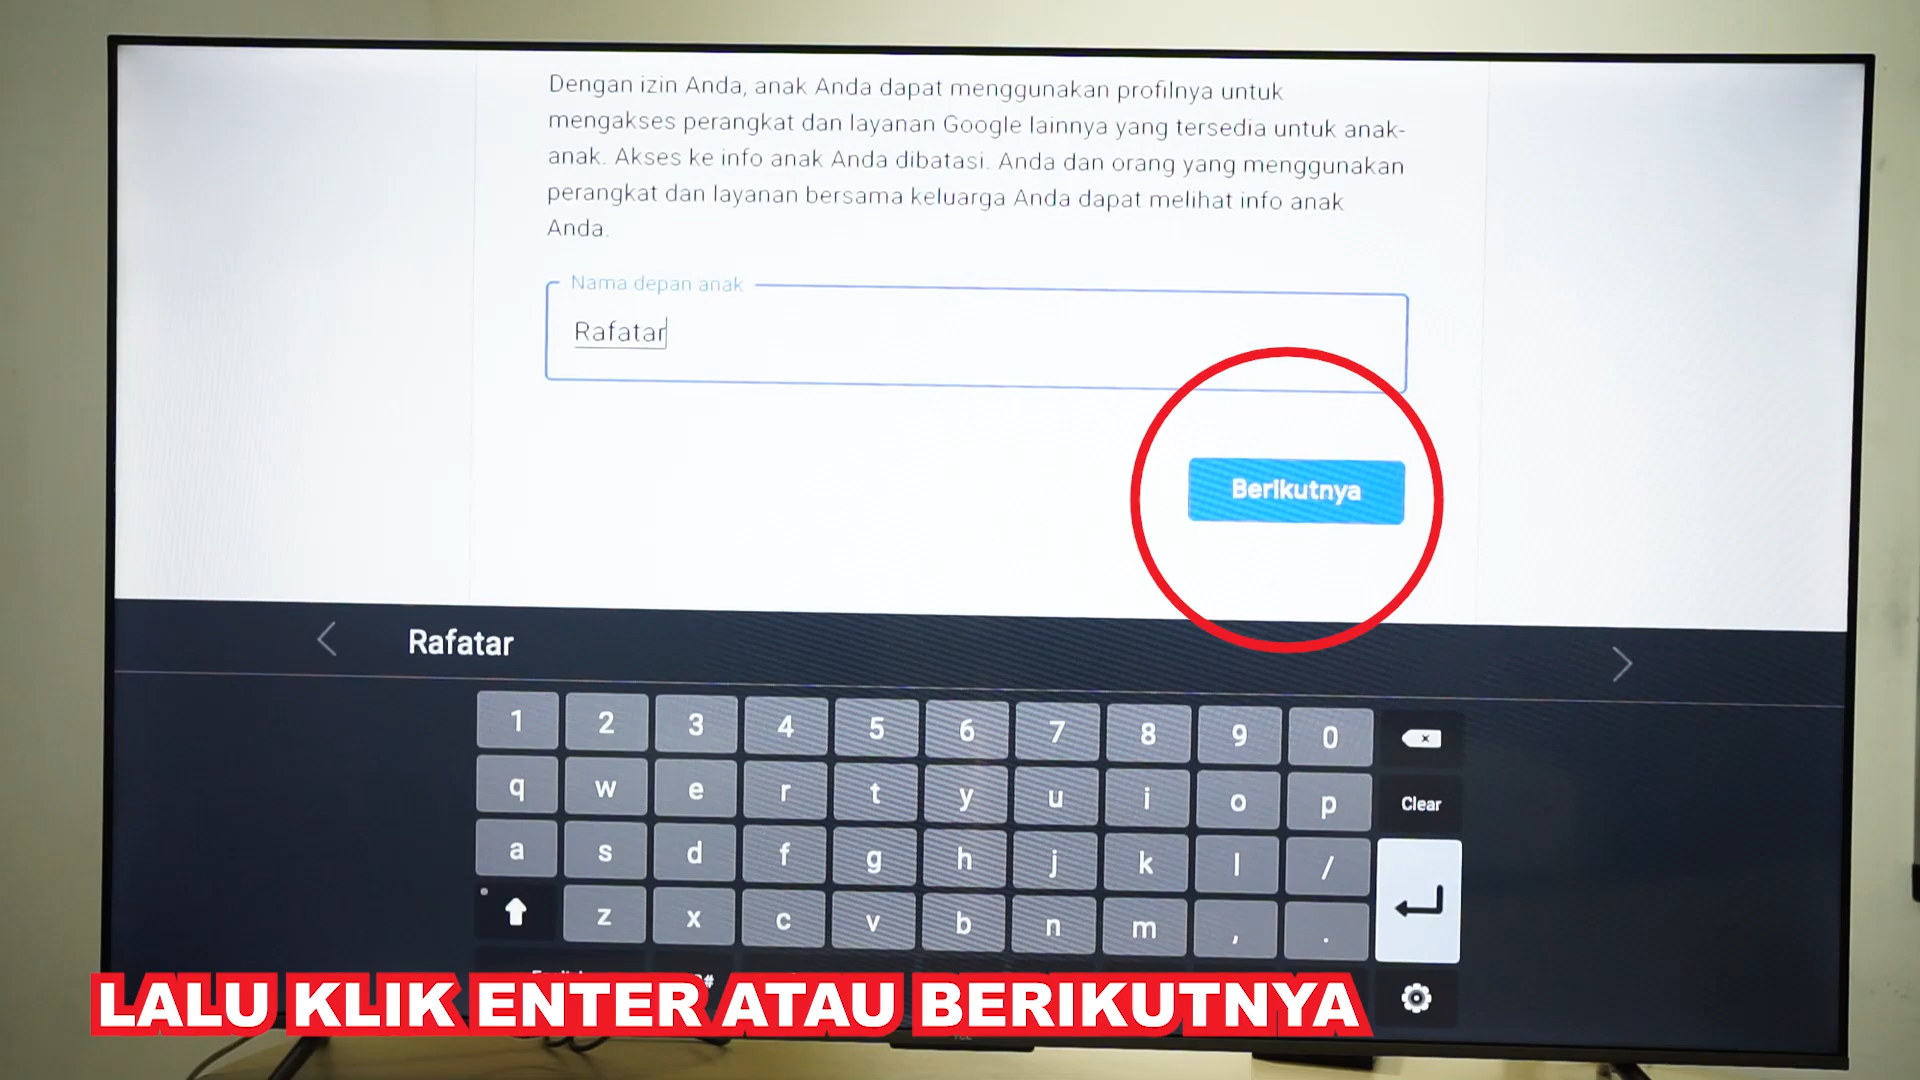 Dengan izin Anda, anak Anda dapat menggunakan profilnya untuk
mengakses perangkat dan layanan Google lainnya yang tersedia untuk anak-
anak. Akses ke info anak Anda dibatasi. Anda dan orang yang menggunakan
perangkat dan layanan bersama keluarga Anda dapat melihat info anak
Anda.
Nama depan anak
Rafatar
Berikutnya
Rafatar
1 2 3 4 5 6 7 8 9 0
q w e r t y u i o p Clear
a s d f g h j k l /
z x c v b n m , .
LALU KLIK ENTER ATAU BERIKUTNYA